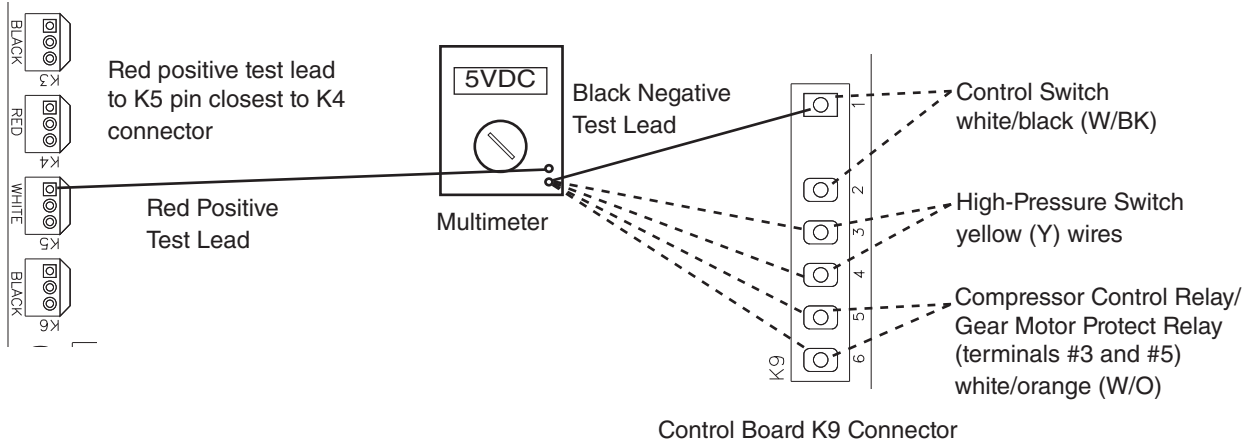 BLACK
K3
RED
K4
WHITE
K5
BLACK
K6
Red positive test lead
to K5 pin closest to K4
connector
Red Positive
Test Lead
5VDC
Multimeter
Black Negative
Test Lead
1
2
3
4
5
6
K9
Control Switch
white/black (W/BK)
High-Pressure Switch
yellow (Y) wires
Compressor Control Relay/
Gear Motor Protect Relay
(terminals #3 and #5)
white/orange (W/O)
Control Board K9 Connector